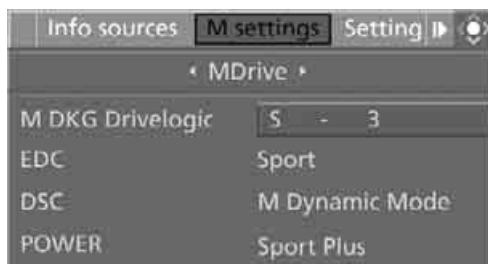 Info sources M settings Setting
MDrive
M DKG Drivelogic S - 3
EDC Sport
DSC M Dynamic Mode
POWER Sport Plus